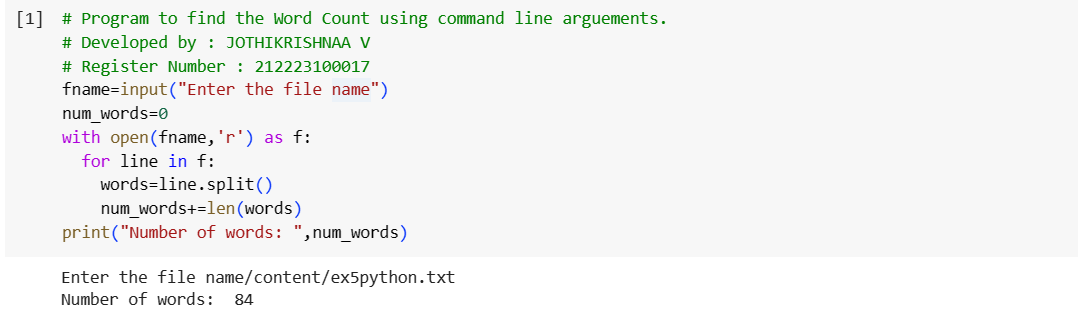 [1] # Program to find the Word Count using command line arguements.
# Developed by : JOTHIKRISHNAA V
# Register Number : 212223100017
fname=input("Enter the file name")
num_words=0
with open(fname,'r') as f:
  for line in f:
    words=line.split()
    num_words+=len(words)
print("Number of words: ",num_words)
Enter the file name/content/ex5python.txt
Number of words:  84